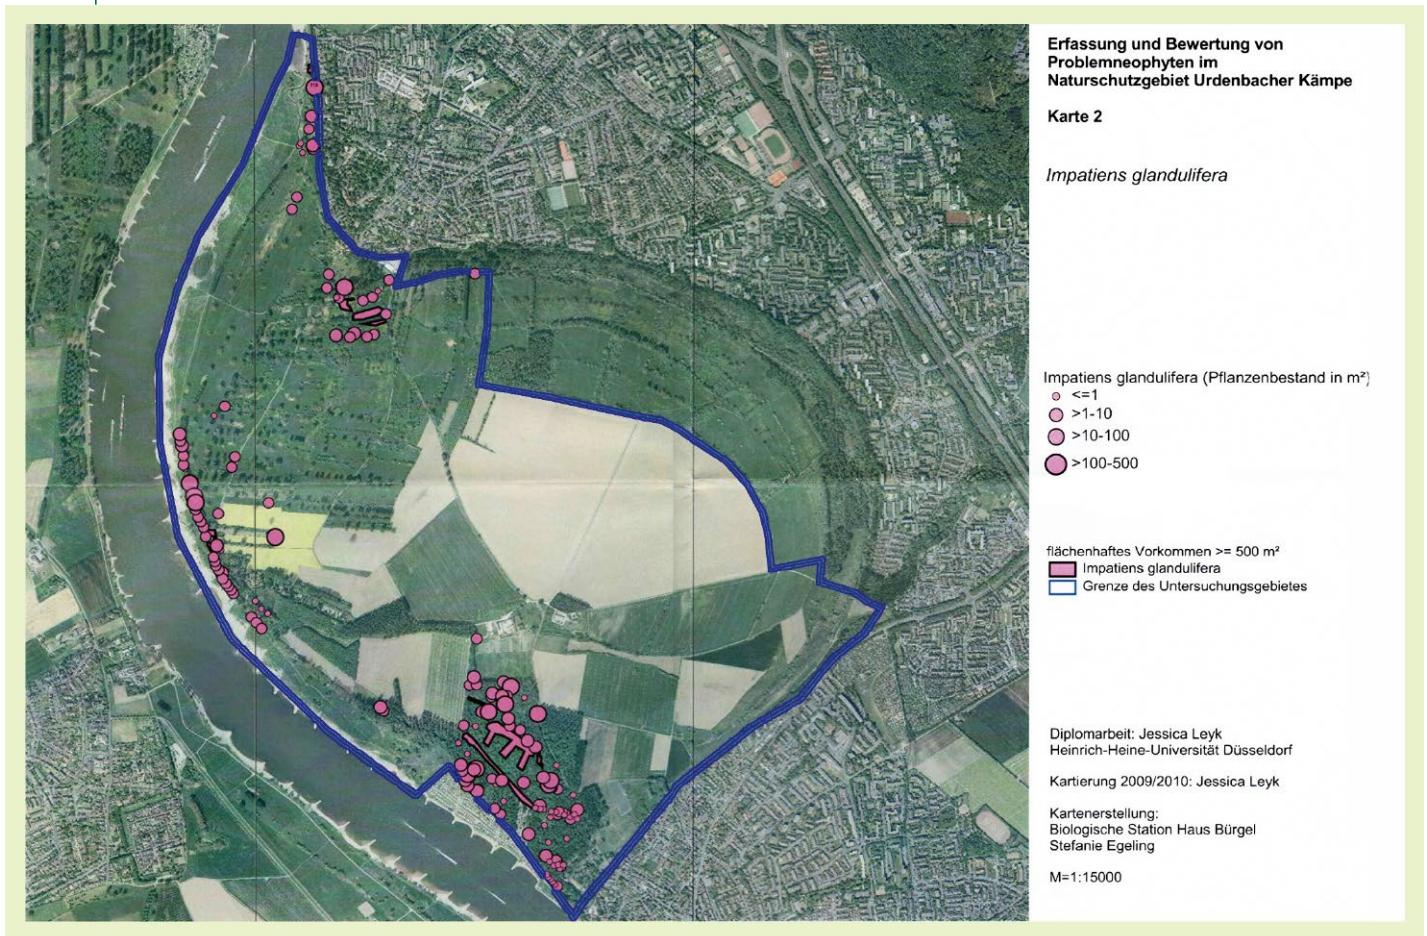 Erfassung und Bewertung von
Problemneophyten im
Naturschutzgebiet Urdenbacher Kämpe
Karte 2
Impatiens glandulifera
Impatiens glandulifera (Pflanzenbestand in m²)
<=1
>1-10
>10-100
>100-500
flächenhaftes Vorkommen >= 500 m²
Impatiens glandulifera
Grenze des Untersuchungsgebietes
Diplomarbeit: Jessica Leyk
Heinrich-Heine-Universität Düsseldorf
Kartierung 2009/2010: Jessica Leyk
Kartenerstellung:
Biologische Station Haus Bürgel
Stefanie Egeling
M=1:15000